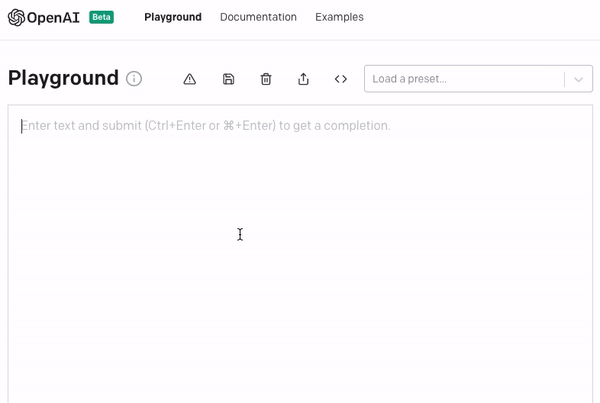 OpenAI Beta Playground Documentation Examples
Playground Load a preset...
Enter text and submit (Ctrl+Enter or ⌘+Enter) to get a completion.